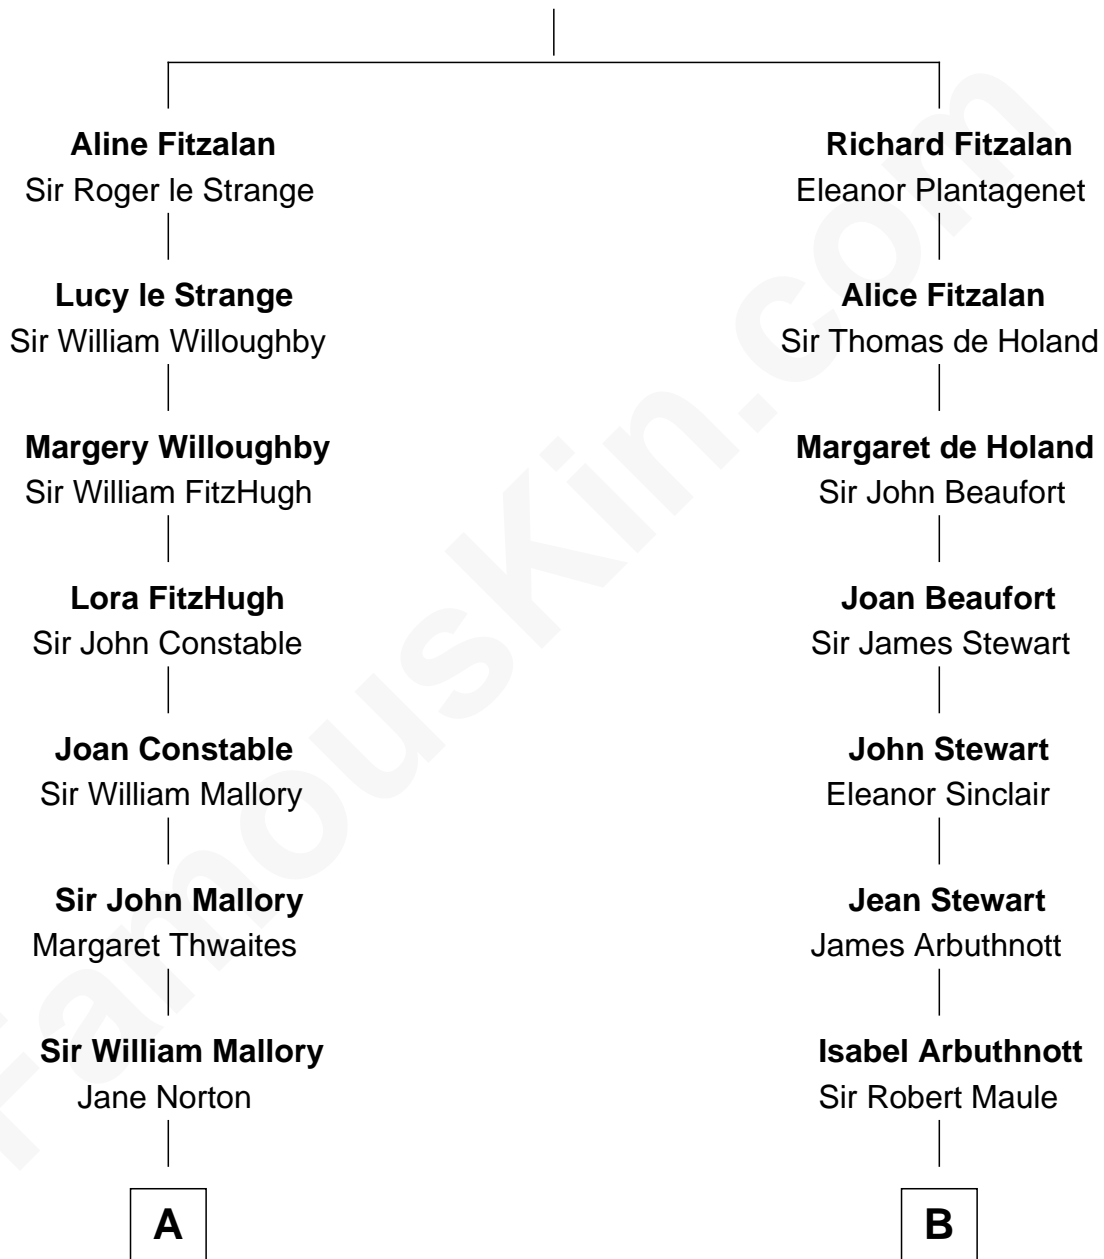 Aline Fitzalan
Sir Roger le Strange
Richard Fitzalan
Eleanor Plantagenet
Lucy le Strange
Sir William Willoughby
Alice Fitzalan
Sir Thomas de Holand
Margery Willoughby
Sir William FitzHugh
Margaret de Holand
Sir John Beaufort
Lora FitzHugh
Sir John Constable
Joan Beaufort
Sir James Stewart
Joan Constable
Sir William Mallory
John Stewart
Eleanor Sinclair
Sir John Mallory
Margaret Thwaites
Jean Stewart
James Arbuthnott
Sir William Mallory
Jane Norton
Isabel Arbuthnott
Sir Robert Maule
A
B
FamousKin.com